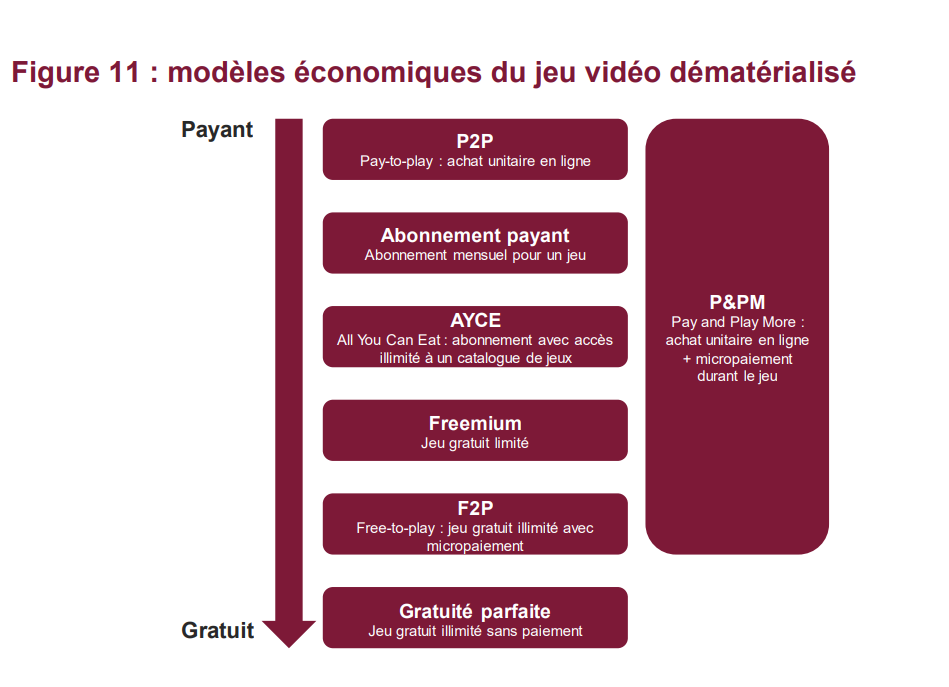 Figure 11 : modèles économiques du jeu vidéo dématérialisé
Payant
P2P
Pay-to-play : achat unitaire en ligne
Abonnement payant
Abonnement mensuel pour un jeu
AYCE
All You Can Eat : abonnement avec accès
illimité à un catalogue de jeux
Freemium
Jeu gratuit limité
F2P
Free-to-play : jeu gratuit illimité avec
micropaiement
Gratuité parfaite
Jeu gratuit illimité sans paiement
Gratuit
P&PM
Pay and Play More :
achat unitaire en ligne
+ micropaiement
durant le jeu